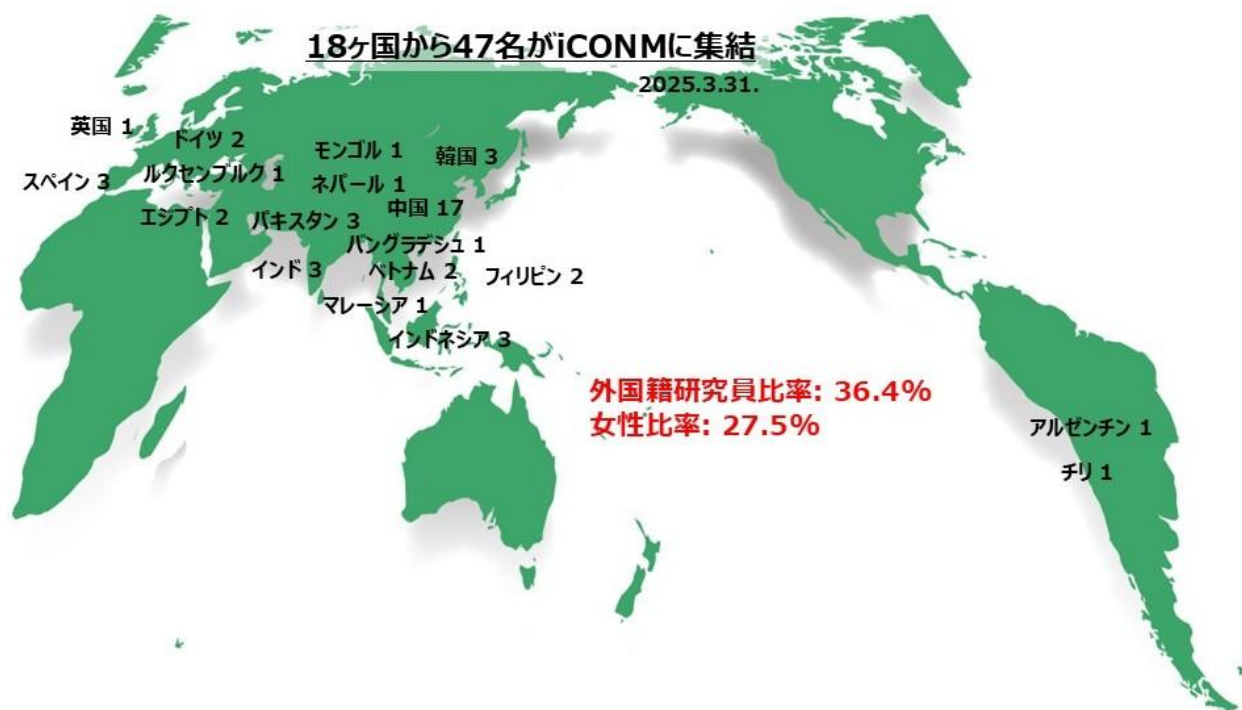 18ヶ国から47名がiCONMに集結
2025.3.31.
英国 1
ドイツ 2
モンゴル 1
韓国 3
スペイン 3
ルクセンブルク 1
ネパール 1
中国 17
エジプト 2
パキスタン 3
バングラデシュ 1
インド 3
ベトナム 2
フィリピン 2
マレーシア 1
インドネシア 3
外国籍研究員比率: 36.4%
女性比率: 27.5%
アルゼンチン 1
チリ 1